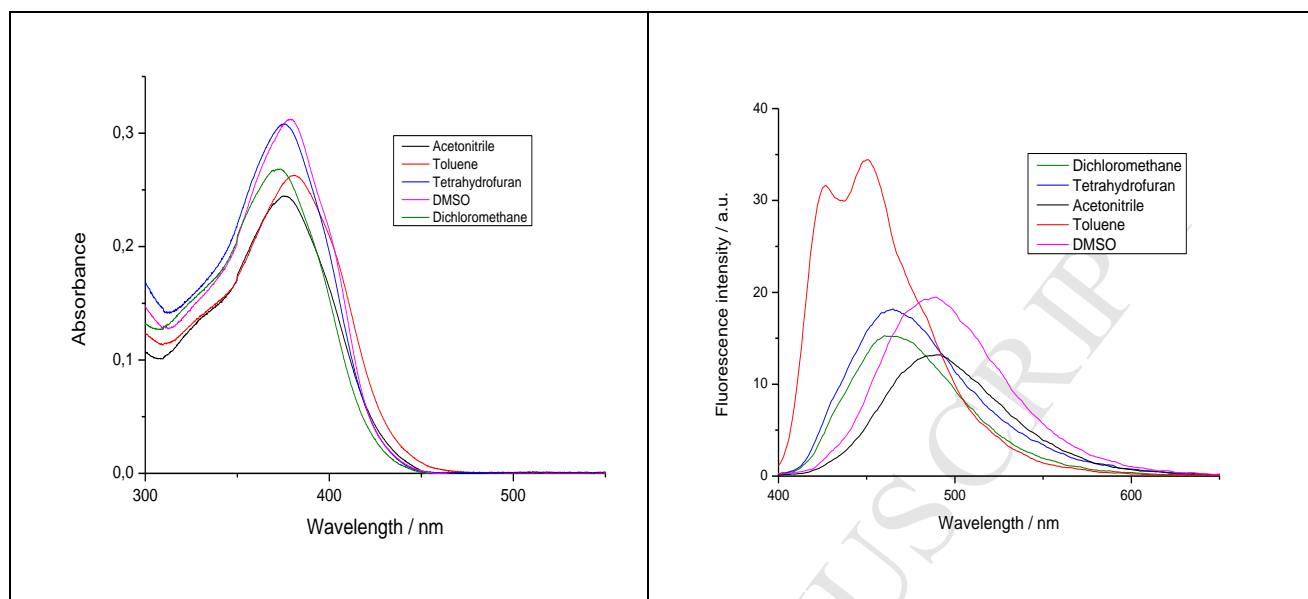 0,3
0,2
0,1
0,0
Absorbance
300
400
500
Wavelength / nm
Acetonitrile
Toluene
Tetrahydrofuran
DMSO
Dichloromethane
40
30
20
10
0
Fluorescence intensity / a.u.
400
500
600
Wavelength / nm
Dichloromethane
Tetrahydrofuran
Acetonitrile
Toluene
DMSO
USCRIP